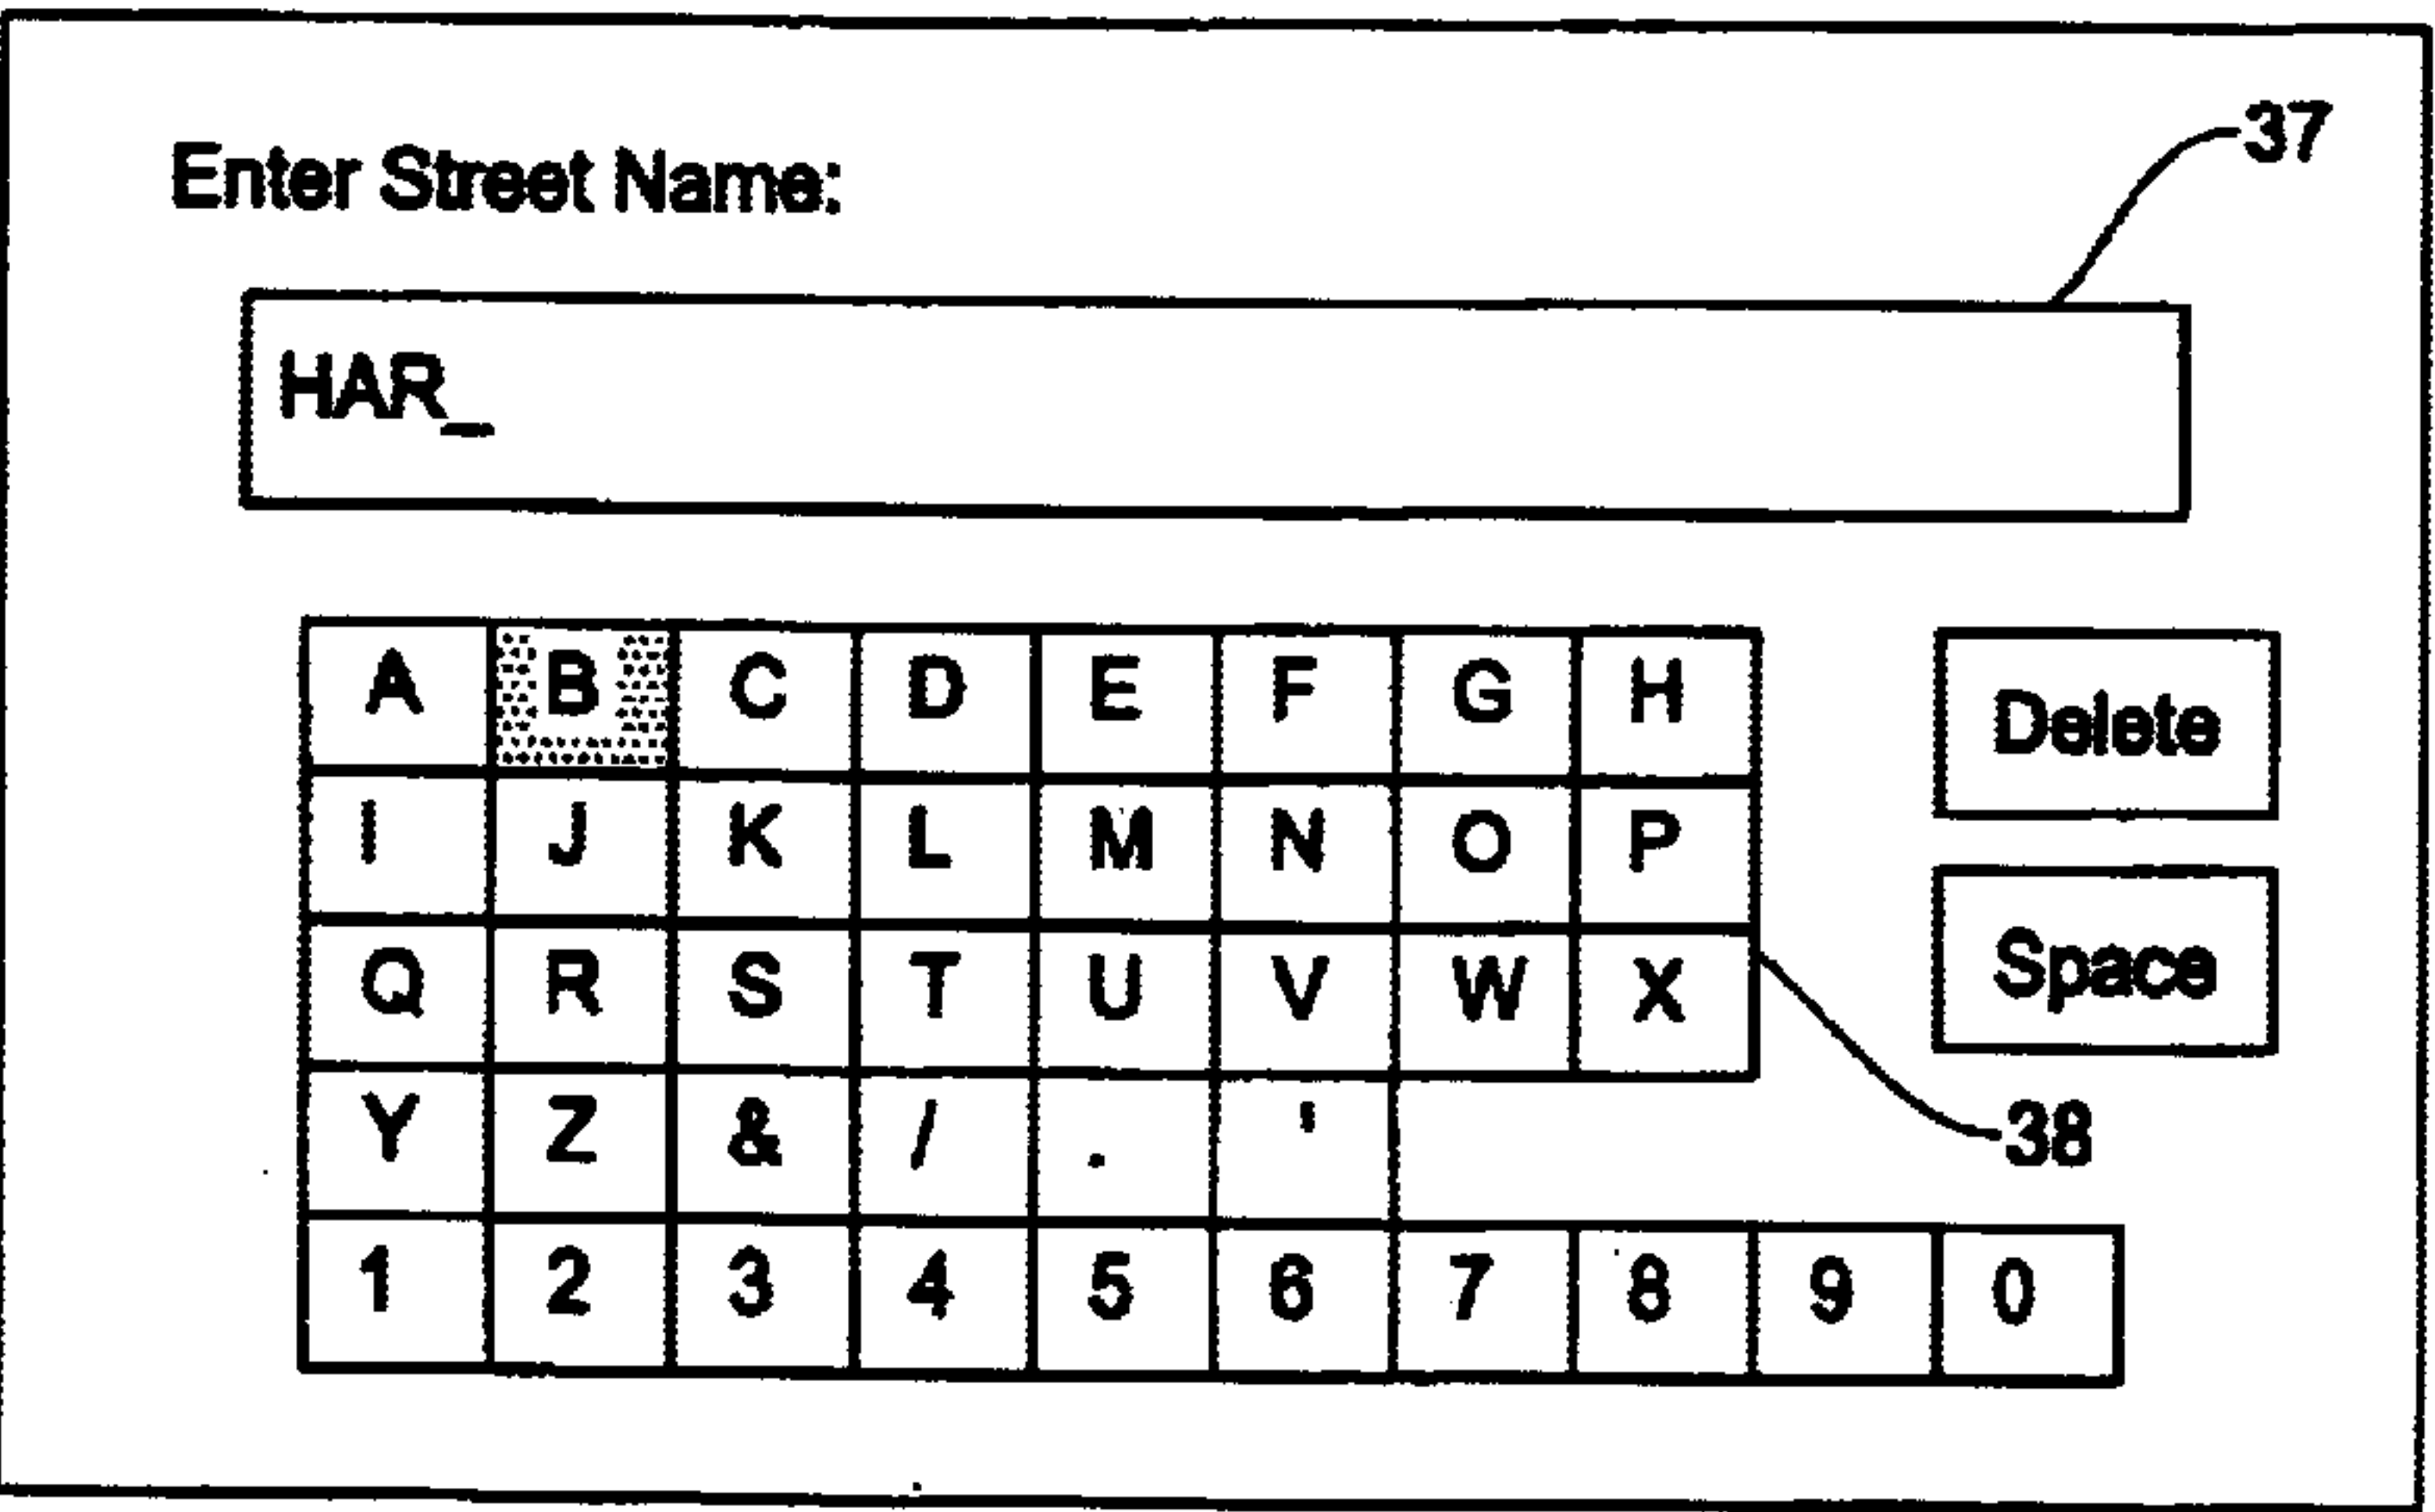 37
Enter Street Name:
HAR_
A B C D E F G H
Delete
I J K L M N O P
Q R S T U V W X
Space
Y Z & / . '
38
1 2 3 4 5 6 7 8 9 0